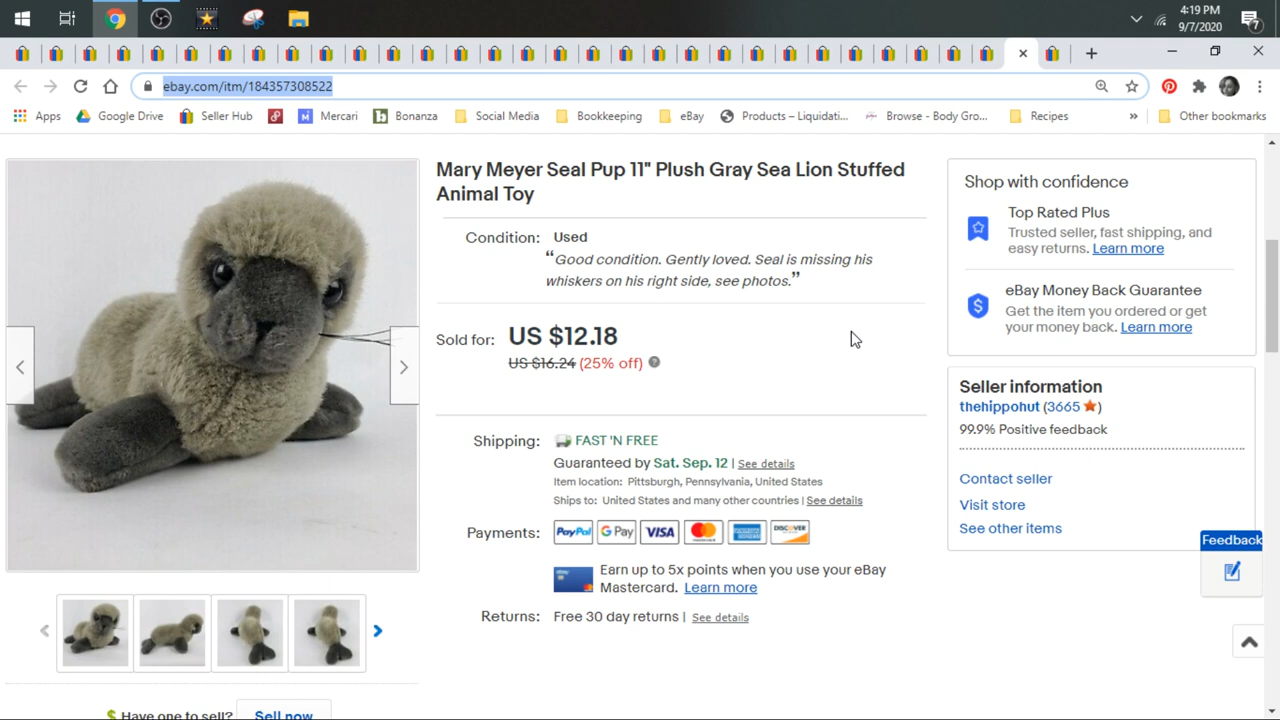 4:19 PM
9/7/2020
7
ebay.com/itm/184357308522
Apps
Google Drive
Seller Hub
Mercari
b
Bonanza
Social Media
Bookkeeping
eBay
Products – Liquidati...
Browse - Body Gro...
Recipes
»
Other bookmarks
Mary Meyer Seal Pup 11" Plush Gray Sea Lion Stuffed
Animal Toy
Condition: Used
“Good condition. Gently loved. Seal is missing his
whiskers on his right side, see photos.”
Sold for: US $12.18
US $16.24 (25% off) ?
Shipping: FAST 'N FREE
Guaranteed by Sat. Sep. 12 | See details
Item location: Pittsburgh, Pennsylvania, United States
Ships to: United States and many other countries | See details
Payments: PayPal G Pay VISA DISCOVER
Earn up to 5x points when you use your eBay
Mastercard. Learn more
Returns: Free 30 day returns | See details
Shop with confidence
Top Rated Plus
Trusted seller, fast shipping, and
easy returns. Learn more
eBay Money Back Guarantee
Get the item you ordered or get
your money back. Learn more
Seller information
thehippohut (3665 ★)
99.9% Positive feedback
Contact seller
Visit store
See other items
Feedback
Have one to sell? Sell now